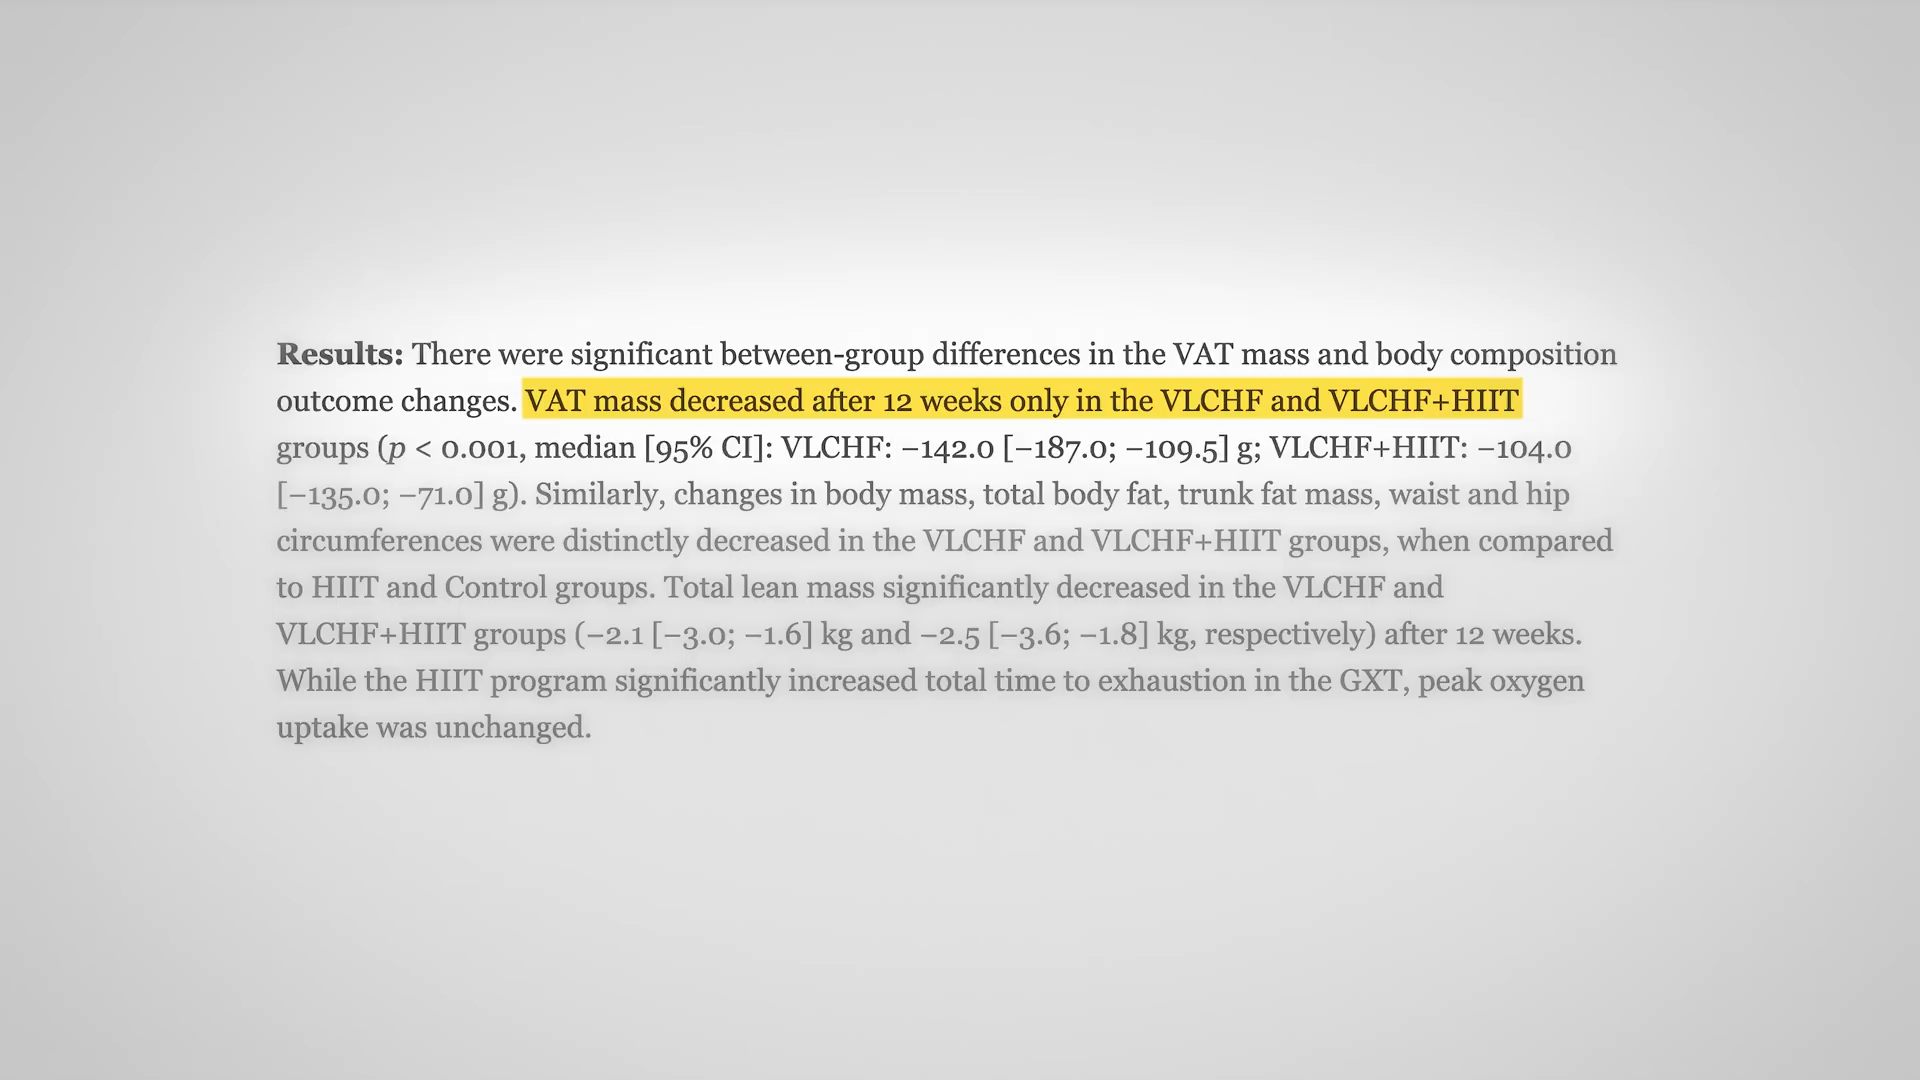 Results: There were significant between-group differences in the VAT mass and body composition
outcome changes. VAT mass decreased after 12 weeks only in the VLCHF and VLCHF+HIIT
groups (p < 0.001, median [95% CI]: VLCHF: −142.0 [−187.0; −109.5] g; VLCHF+HIIT: −104.0
[−135.0; −71.0] g). Similarly, changes in body mass, total body fat, trunk fat mass, waist and hip
circumferences were distinctly decreased in the VLCHF and VLCHF+HIIT groups, when compared
to HIIT and Control groups. Total lean mass significantly decreased in the VLCHF and
VLCHF+HIIT groups (−2.1 [−3.0; −1.6] kg and −2.5 [−3.6; −1.8] kg, respectively) after 12 weeks.
While the HIIT program significantly increased total time to exhaustion in the GXT, peak oxygen
uptake was unchanged.